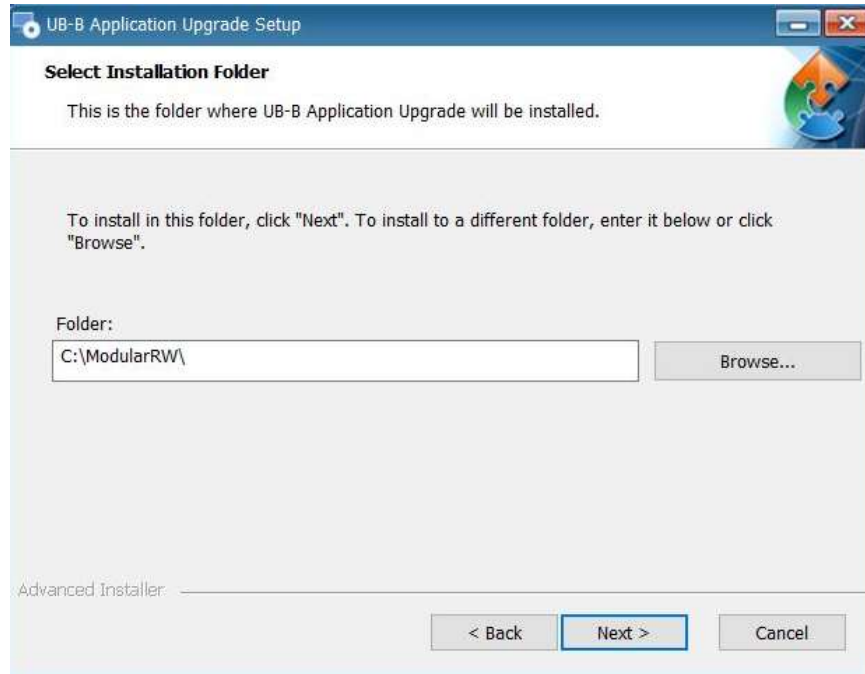 UB-B Application Upgrade Setup
Select Installation Folder
This is the folder where UB-B Application Upgrade will be installed.
To install in this folder, click "Next". To install to a different folder, enter it below or click
"Browse".
Folder:
C:\ModularRW\
Browse...
Advanced Installer
< Back
Next >
Cancel